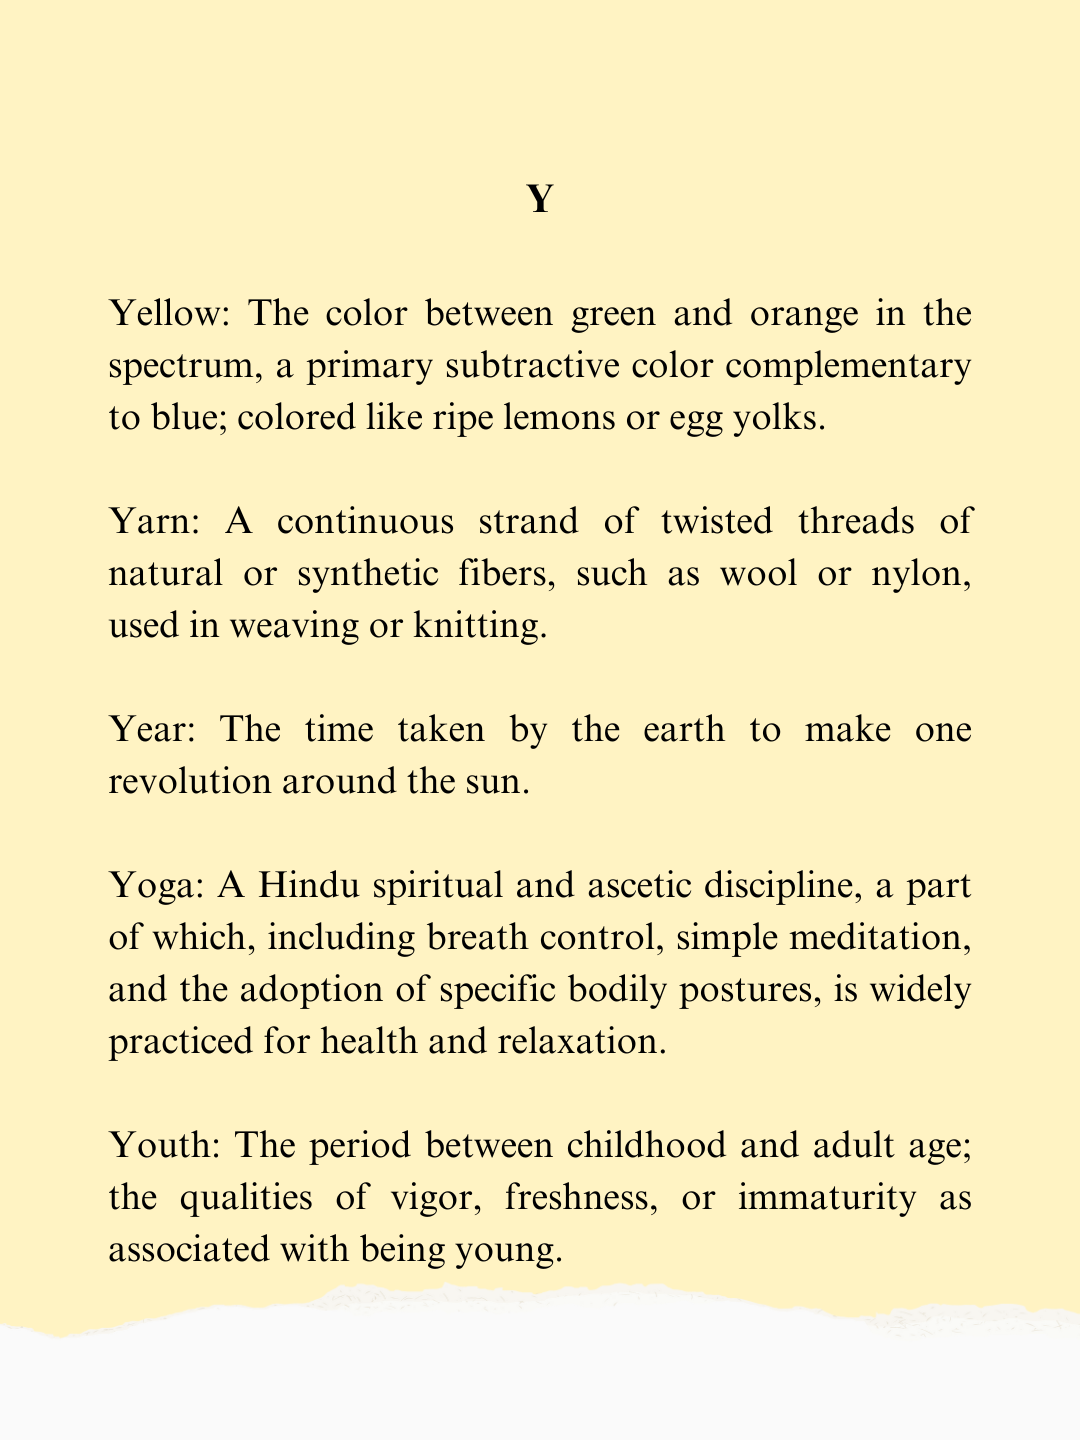 Y
Yellow: The color between green and orange in the
spectrum, a primary subtractive color complementary
to blue; colored like ripe lemons or egg yolks.
Yarn: A continuous strand of twisted threads of
natural or synthetic fibers, such as wool or nylon,
used in weaving or knitting.
Year: The time taken by the earth to make one
revolution around the sun.
Yoga: A Hindu spiritual and ascetic discipline, a part
of which, including breath control, simple meditation,
and the adoption of specific bodily postures, is widely
practiced for health and relaxation.
Youth: The period between childhood and adult age;
the qualities of vigor, freshness, or immaturity as
associated with being young.